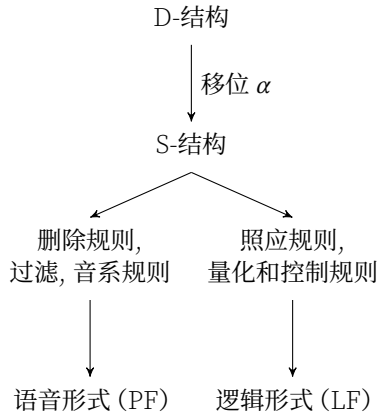 D-结构
移位 α
S-结构
删除规则,
过滤, 音系规则
照应规则,
量化和控制规则
语音形式 (PF)
逻辑形式 (LF)